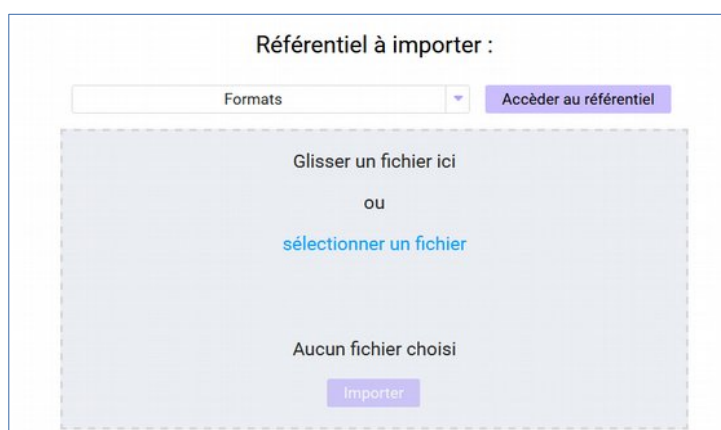 Référentiel à importer :
Formats
Accèder au référentiel
Glisser un fichier ici
ou
sélectionner un fichier
Aucun fichier choisi
Importer